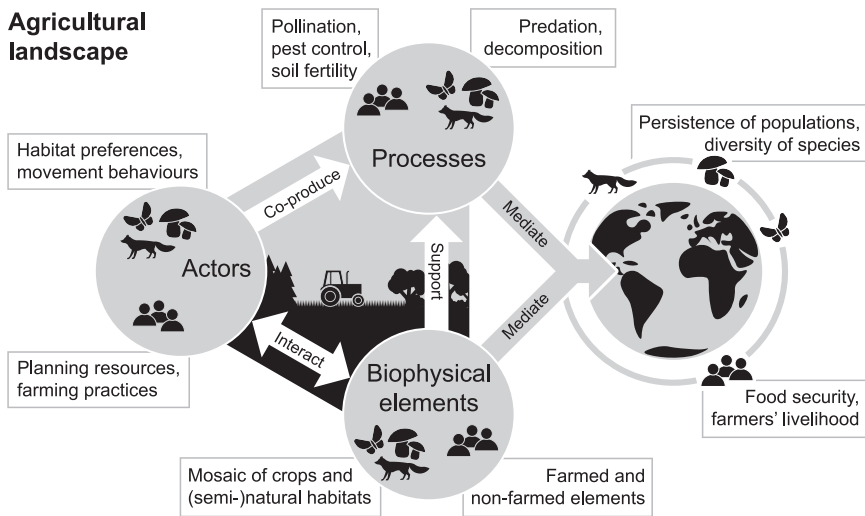 Agricultural
landscape
Pollination,
pest control,
soil fertility
Predation,
decomposition
Processes
Habitat preferences,
movement behaviours
Co-produce
Actors
Planning resources,
farming practices
Interact
Support
Mediate
Mediate
Biophysical
elements
Mosaic of crops and
(semi-)natural habitats
Farmed and
non-farmed elements
Persistence of populations,
diversity of species
Food security,
farmers' livelihood